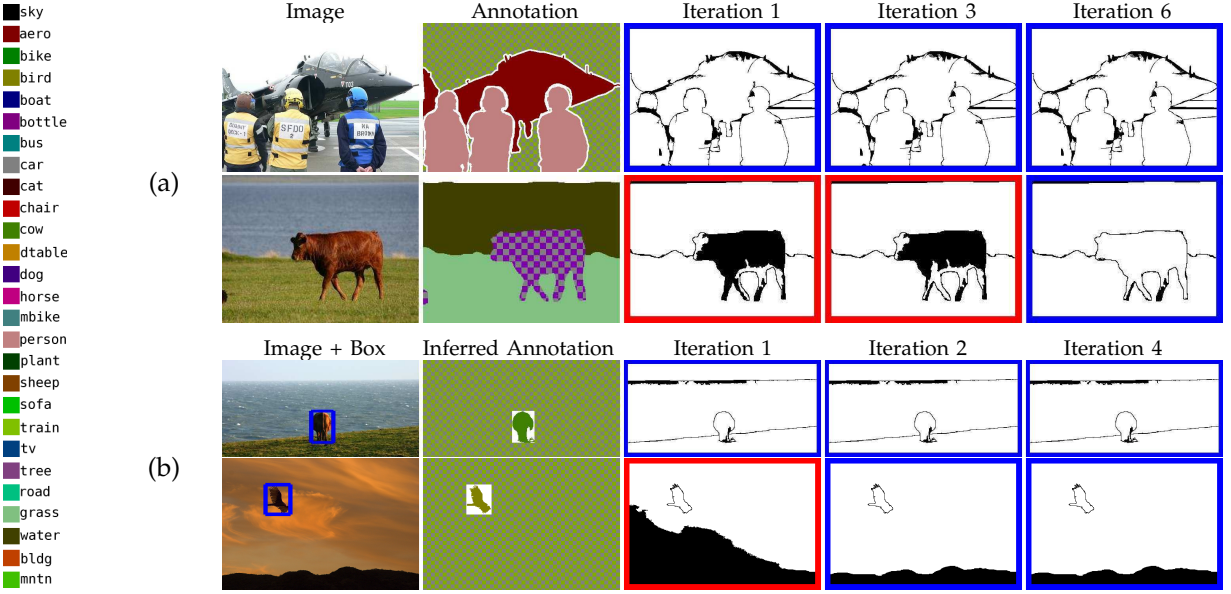 sky
aero
bike
bird
boat
bottle
bus
car
cat
chair
cow
dtable
dog
horse
mbike
person
plant
sheep
sofa
train
tv
tree
road
grass
water
bldg
mntn
Image Annotation Iteration 1 Iteration 3 Iteration 6
(a)
SFDO
2
Image + Box Inferred Annotation Iteration 1 Iteration 2 Iteration 4
(b)